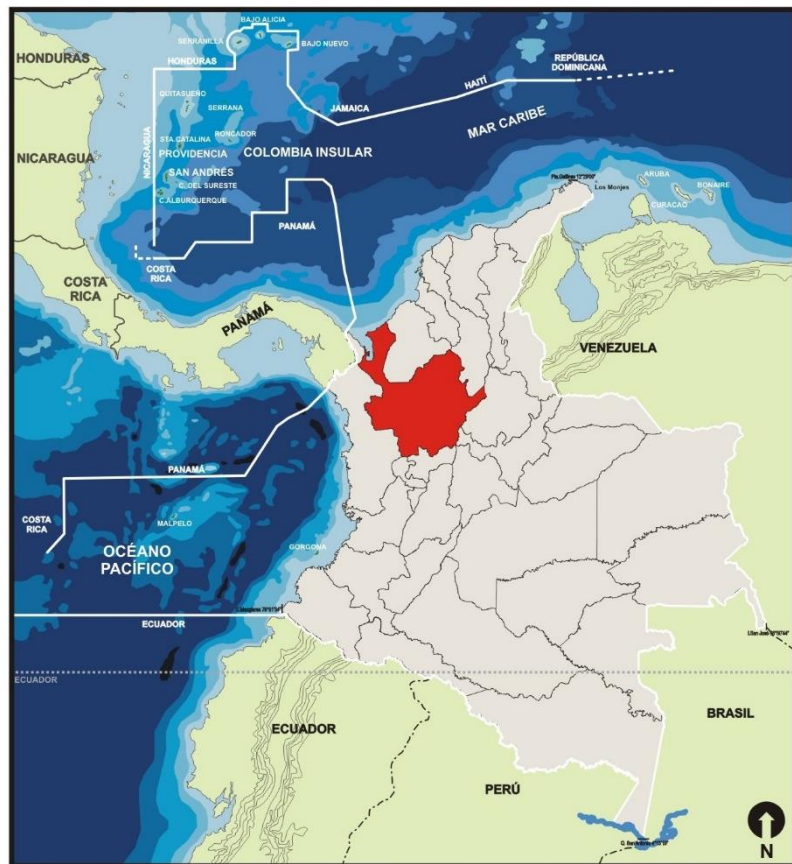 BAJO ALICIA
SERRANILLA
BAJO NUEVO
HONDURAS
HONDURAS
REPÚBLICA
DOMINICANA
HAITÍ
QUITASUEÑO
SERRANA
JAMAICA
MAR CARIBE
NICARAGUA
NICARAGUA
STA.CATALINA
RONCADOR
PROVIDENCIA
COLOMBIA INSULAR
SAN ANDRÉS
C. DEL SURESTE
C.ALBURQUERQUE
Los Monjes
ARUBA
CURACAO
BONAIRE
PANAMÁ
COSTA
RICA
COSTA
RICA
PANAMÁ
VENEZUELA
PANAMÁ
COSTA
RICA
MALPELO
OCÉANO
PACÍFICO
GORGONA
ECUADOR
ECUADOR
ECUADOR
BRASIL
PERÚ
N